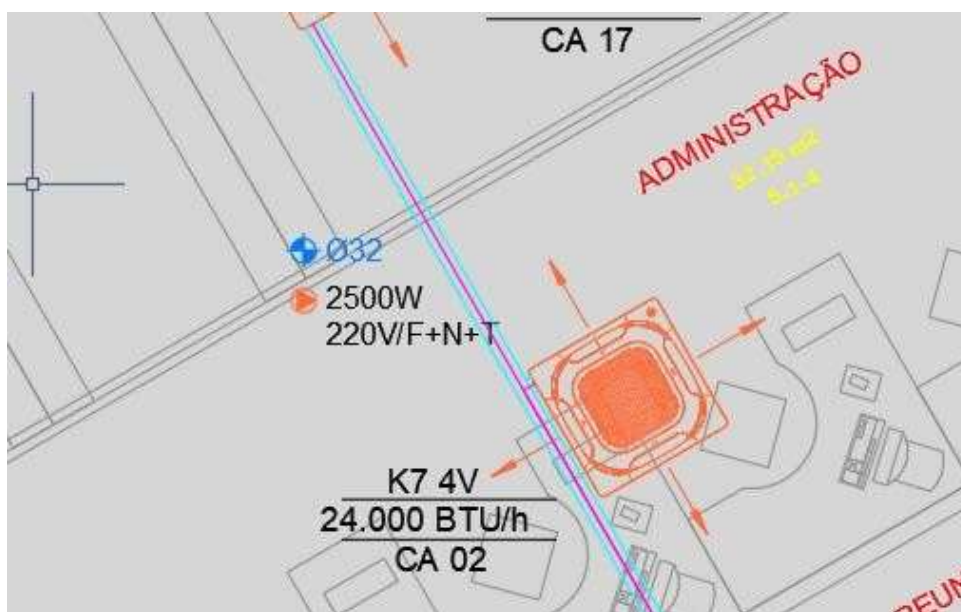 CA 17
ADMINISTRAÇÃO
Ø32
2500W
220V/F+N+T
K7 4V
24.000 BTU/h
CA 02